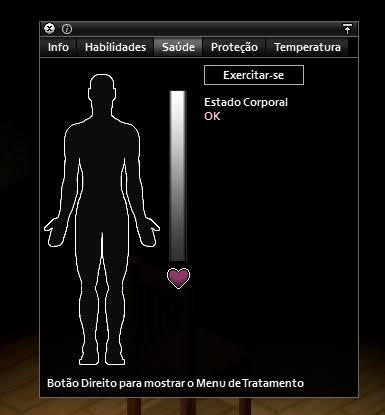 Info Habilidades Saúde Proteção Temperatura
Exercitar-se
Estado Corporal
OK
Botão Direito para mostrar o Menu de Tratamento